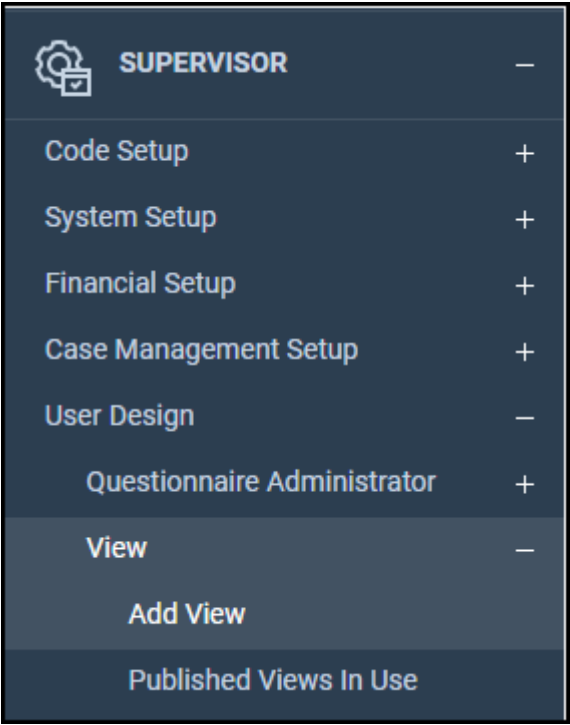 SUPERVISOR −
Code Setup +
System Setup +
Financial Setup +
Case Management Setup +
User Design −
Questionnaire Administrator +
View −
Add View
Published Views In Use